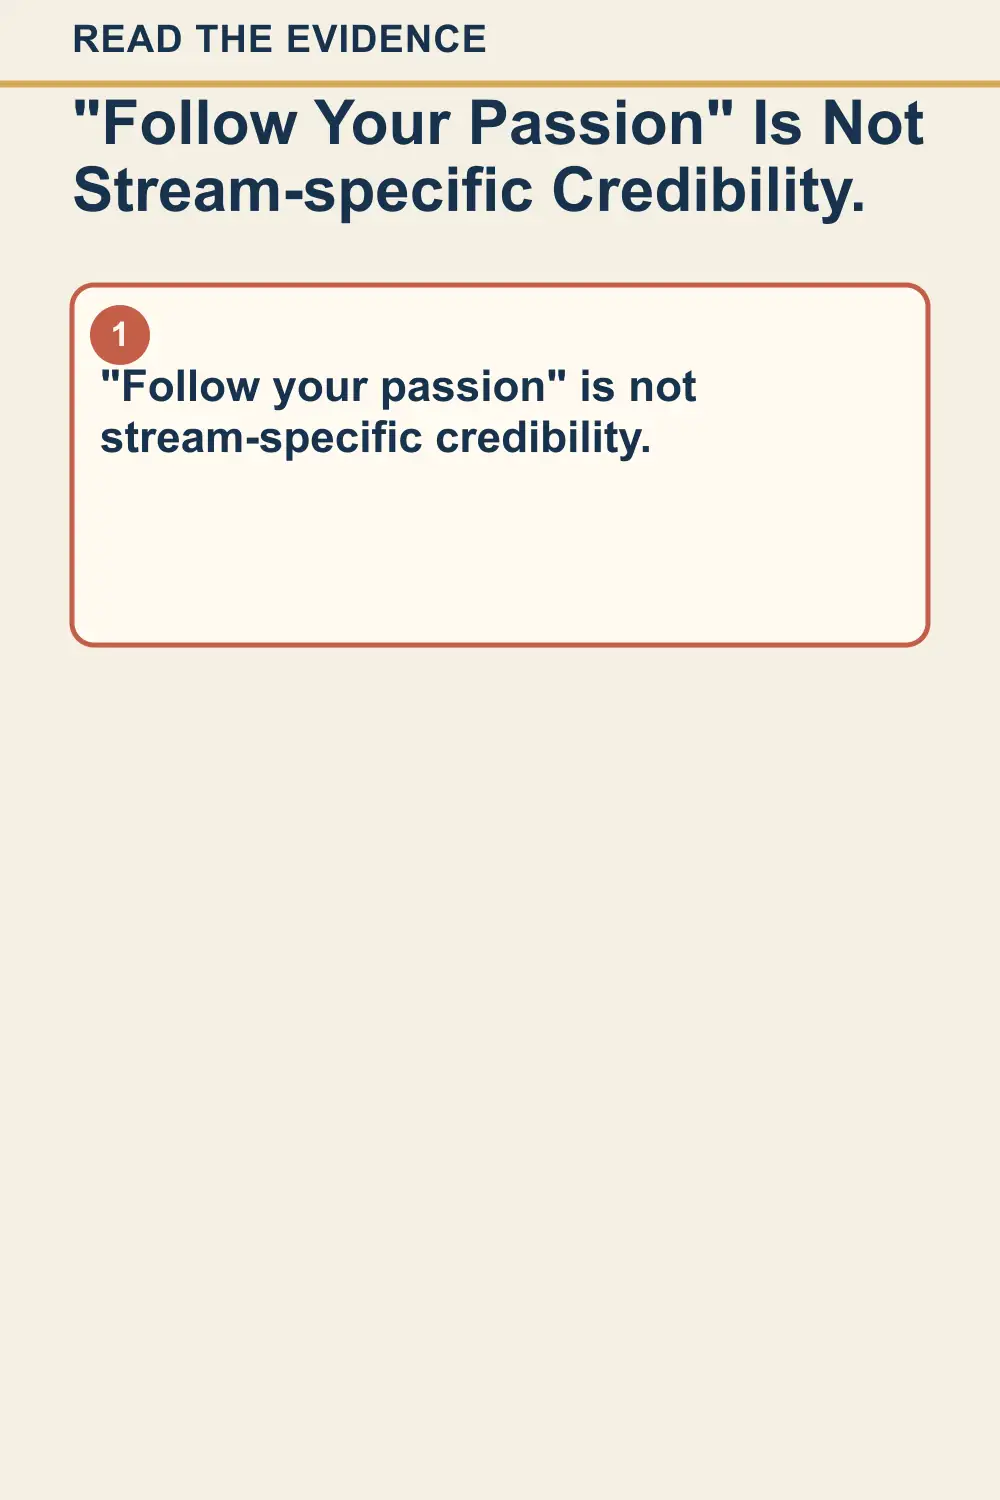 READ THE EVIDENCE
"Follow Your Passion" Is Not
Stream-specific Credibility.
1
"Follow your passion" is not
stream-specific credibility.